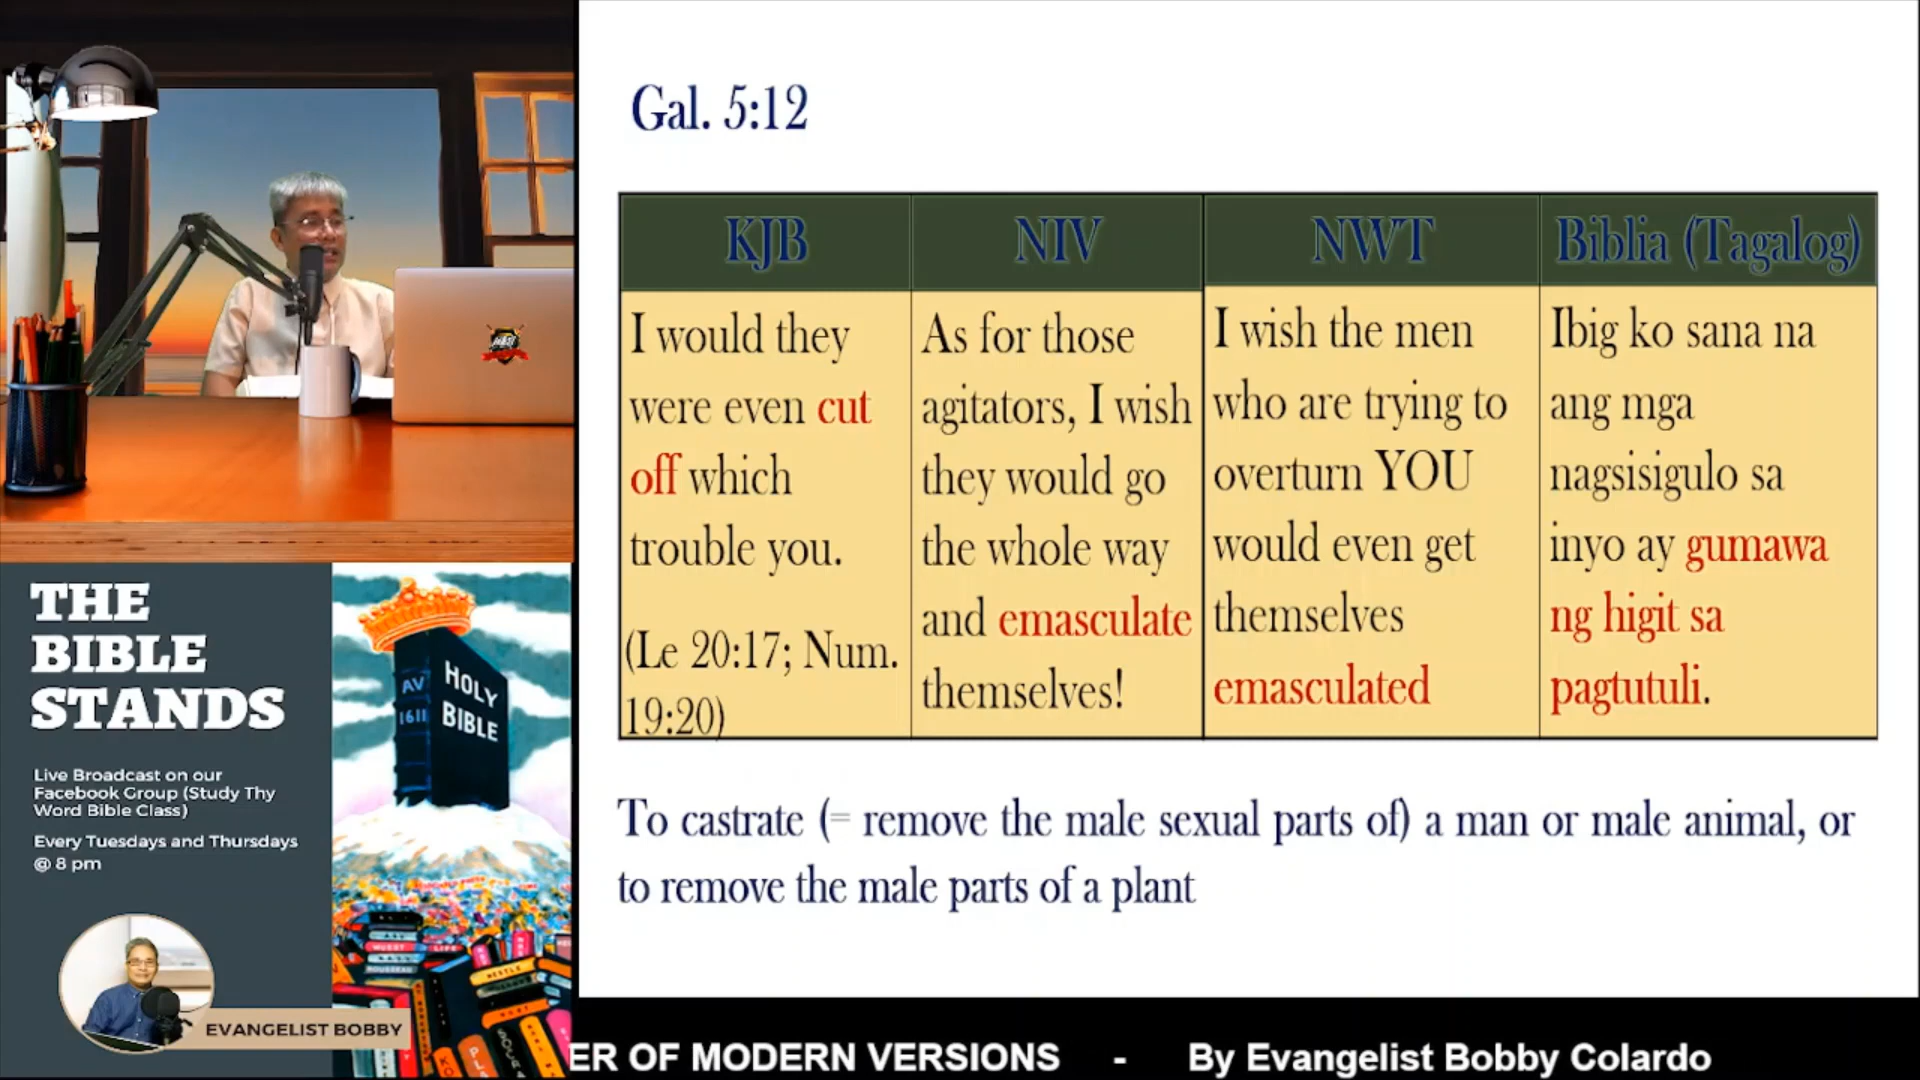 Gal. 5:12
KJB
NIV
NWT
Biblia (Tagalog)
I would they
were even cut
off which
trouble you.
(Le 20:17; Num.
19:20)
As for those
agitators, I wish
they would go
the whole way
and emasculate
themselves!
I wish the men
who are trying to
overturn YOU
would even get
themselves
emasculated
Ibig ko sana na
ang mga
nagsisigulo sa
inyo ay gumawa
ng higit sa
pagtutuli.
To castrate (= remove the male sexual parts of) a man or male animal, or
to remove the male parts of a plant
THE
BIBLE
STANDS
Live Broadcast on our
Facebook Group (Study Thy
Word Bible Class)
Every Tuesdays and Thursdays
@ 8 pm
AV
1611
HOLY
BIBLE
EVANGELIST BOBBY
ER OF MODERN VERSIONS - By Evangelist Bobby Colardo